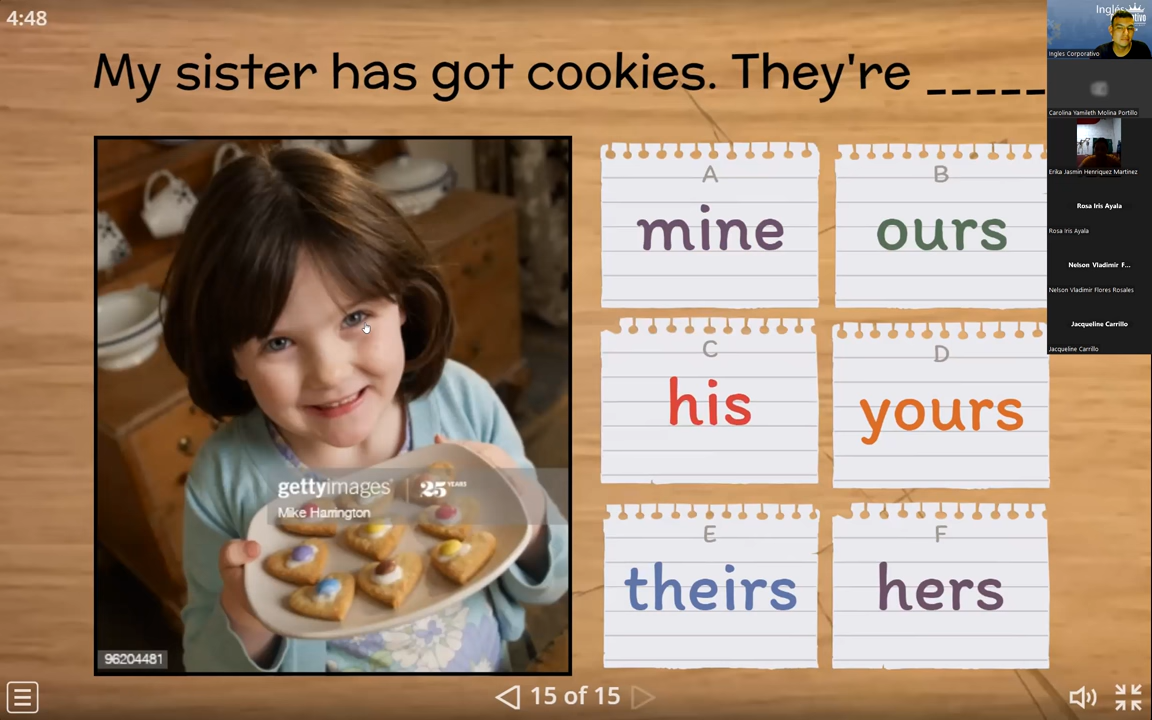 4:48
My sister has got cookies. They're _____
A
mine
B
ours
C
his
D
yours
E
theirs
F
hers
gettyimages
25 YEARS
Mike Harrington
96204481
15 of 15
Inglés
Ingles Corporativo
Carolina Yamileth Molina Portillo
Erika Jasmin Henriquez Martinez
Rosa Iris Ayala
Rosa Iris Ayala
Nelson Vladimir F...
Nelson Vladimir Flores Rosales
Jacqueline Carrillo
Jacqueline Carrillo